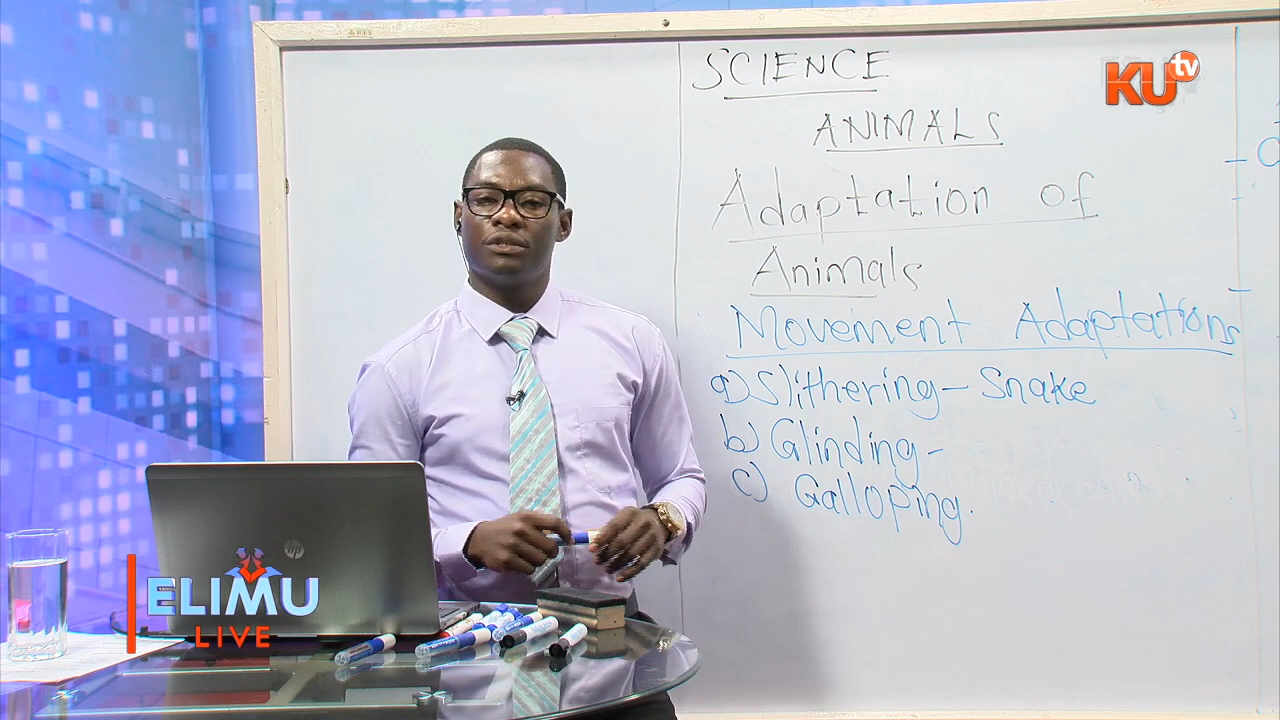 SCIENCE
ANIMALS
Adaptation of
Animals
Movement Adaptations
a) Slithering - Snake
b) Glinding -
c) Galloping.
KU tv
hp
ELIMU
LIVE